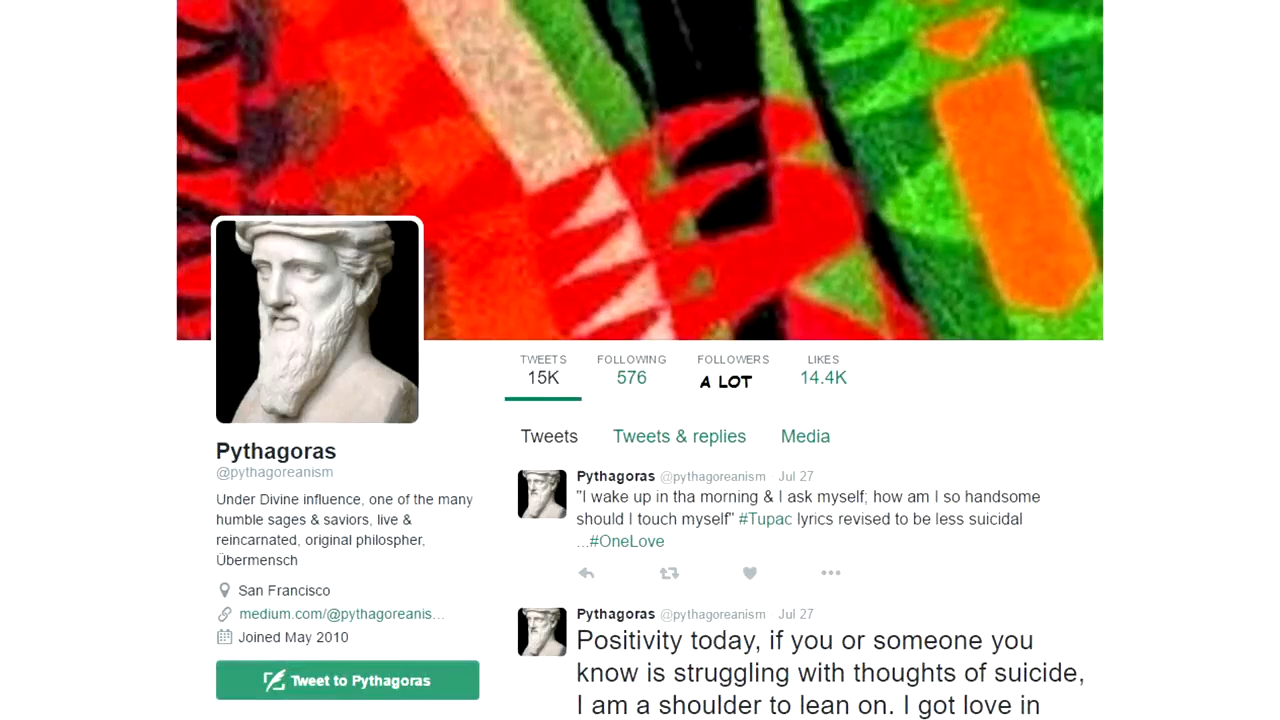 TWEETS FOLLOWING FOLLOWERS LIKES
15K 576 A LOT 14.4K
Tweets Tweets & replies Media
Pythagoras
@pythagoreanism
Under Divine influence, one of the many
humble sages & saviors, live &
reincarnated, original philospher,
Übermensch
San Francisco
medium.com/@pythagoreanis...
Joined May 2010
Tweet to Pythagoras
Pythagoras @pythagoreanism · Jul 27
"I wake up in tha morning & I ask myself; how am I so handsome
should I touch myself" #Tupac lyrics revised to be less suicidal
...#OneLove
Pythagoras @pythagoreanism · Jul 27
Positivity today, if you or someone you
know is struggling with thoughts of suicide,
I am a shoulder to lean on. I got love in